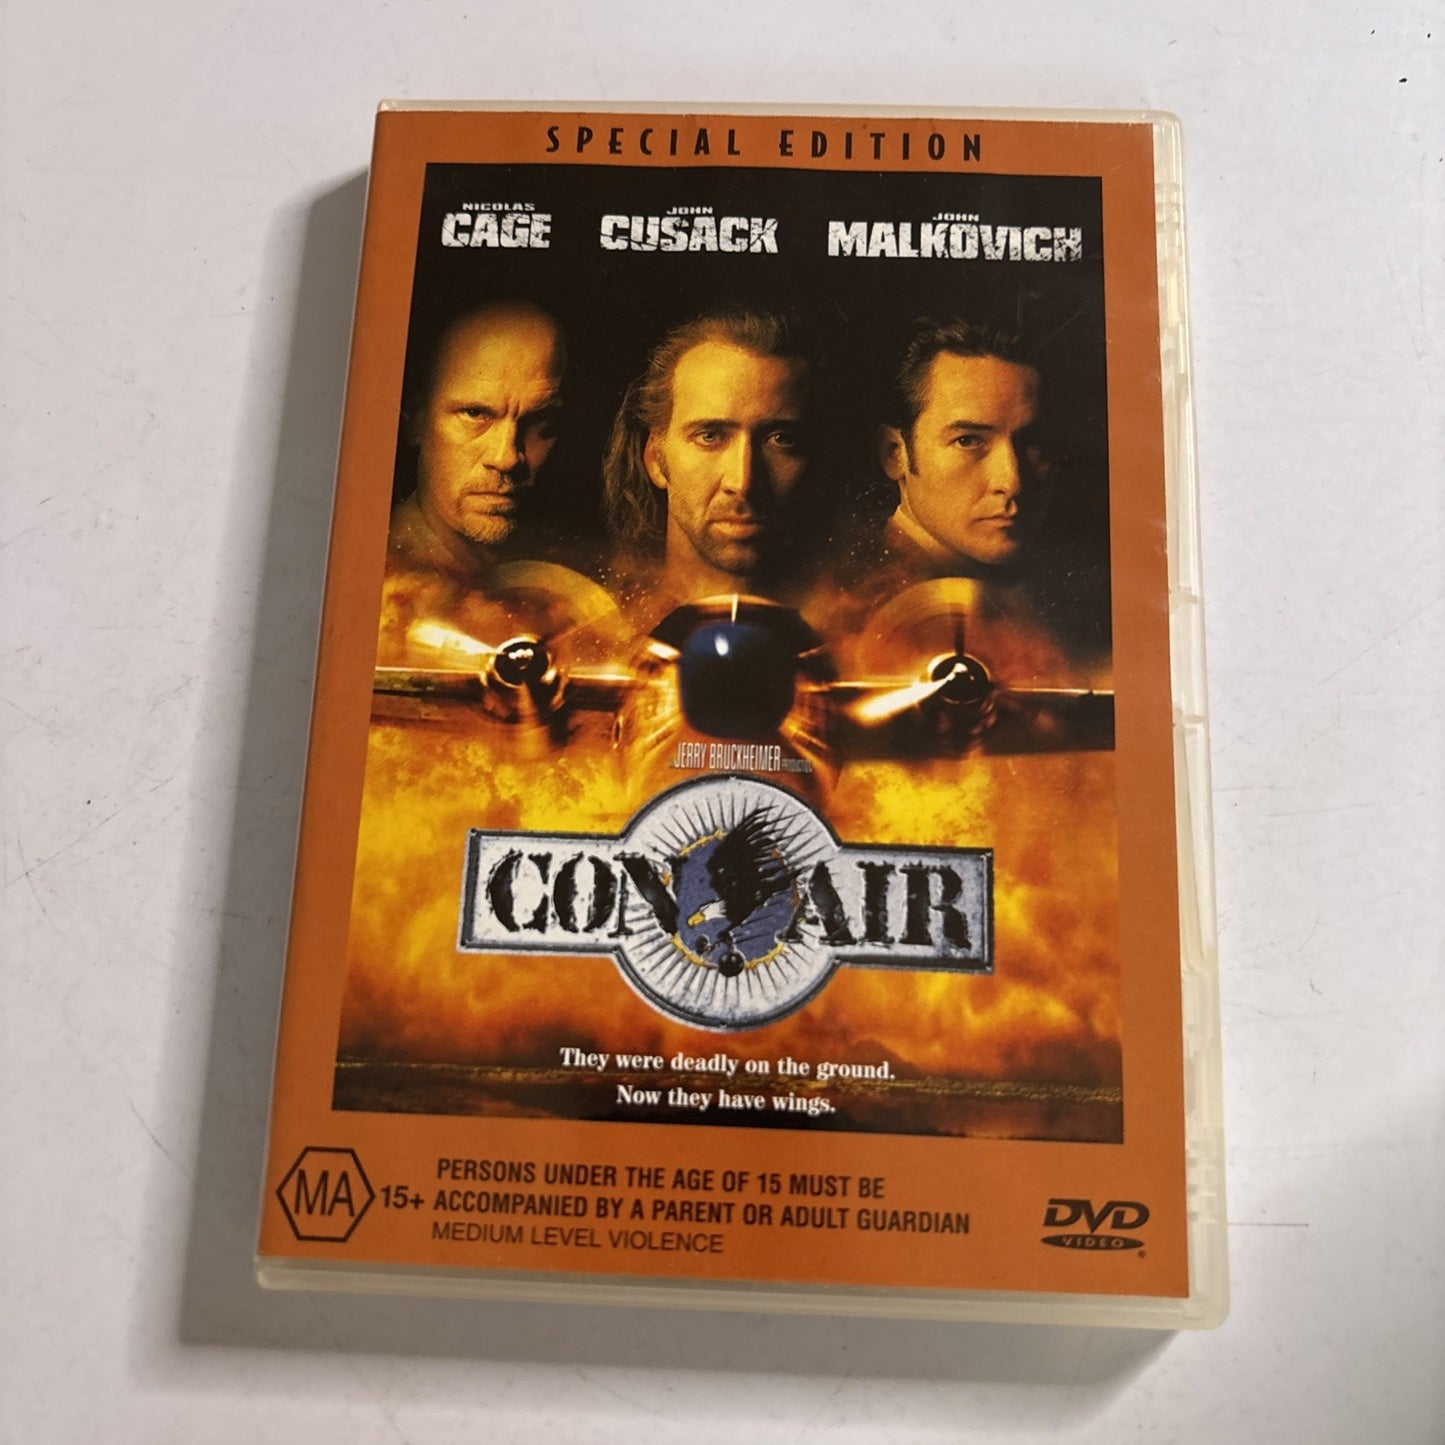 SPECIAL EDITION
NICOLAS CAGE
JOHN CUSACK
JOHN MALKOVICH
JERRY BRUCKHEIMER PRODUCTION
CON AIR
They were deadly on the ground.
Now they have wings.
MA 15+
PERSONS UNDER THE AGE OF 15 MUST BE
ACCOMPANIED BY A PARENT OR ADULT GUARDIAN
MEDIUM LEVEL VIOLENCE
DVD
VIDEO